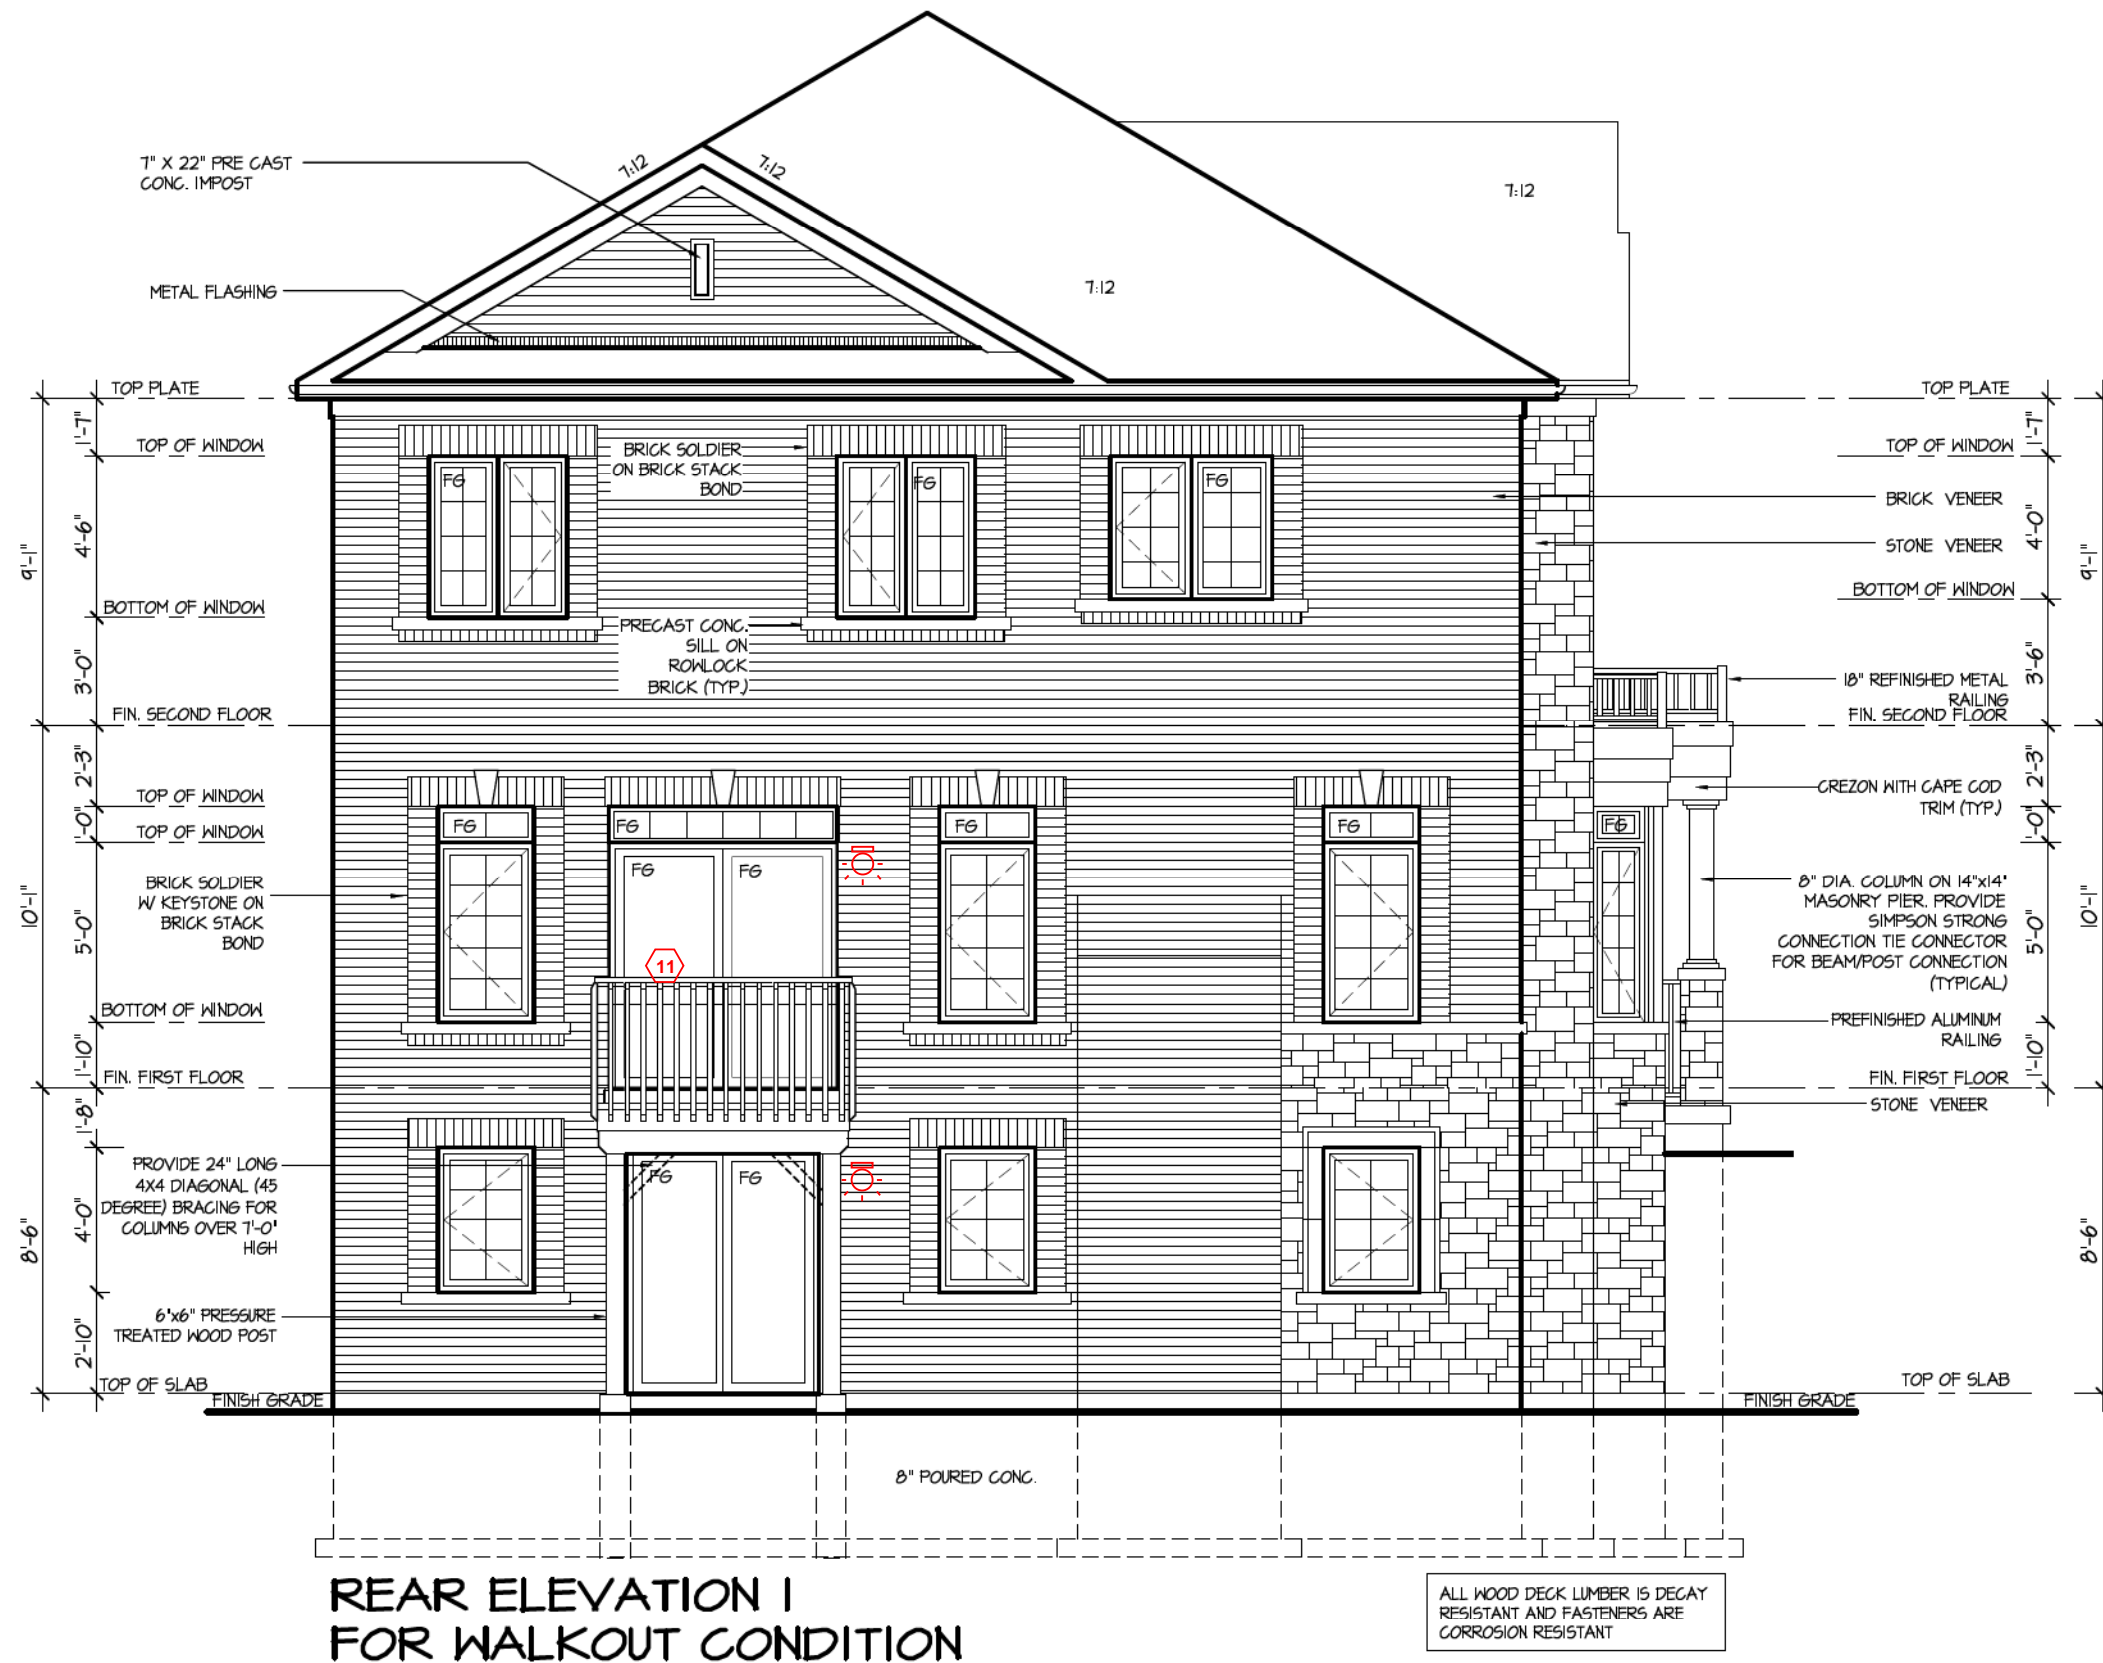 7" X 22" PRE CAST
CONC. IMPOST
METAL FLASHING
7:12
7:12
7:12
7:12
TOP PLATE
TOP OF WINDOW
BOTTOM OF WINDOW
FIN. SECOND FLOOR
TOP OF WINDOW
TOP OF WINDOW
BRICK SOLDIER
W/ KEYSTONE ON
BRICK STACK
BOND
BOTTOM OF WINDOW
FIN. FIRST FLOOR
PROVIDE 24" LONG
4X4 DIAGONAL (45
DEGREE) BRACING FOR
COLUMNS OVER 7'-0"
HIGH
6"x6" PRESSURE
TREATED WOOD POST
TOP OF SLAB
FINISH GRADE
9'-1"
10'-1"
8'-6"
1'-7"
4'-6"
3'-0"
2'-3"
1'-0"
5'-0"
1'-10"
1'-8"
4'-0"
2'-10"
BRICK SOLDIER
ON BRICK STACK
BOND
PRECAST CONC.
SILL ON
ROWLOCK
BRICK (TYP.)
FG
FG
FG
FG
FG
FG
FG
FG
FG
FG
FG
FG
11
TOP PLATE
TOP OF WINDOW
BRICK VENEER
STONE VENEER
BOTTOM OF WINDOW
18" REFINISHED METAL
RAILING
FIN. SECOND FLOOR
CREZON WITH CAPE COD
TRIM (TYP.)
8" DIA. COLUMN ON 14"x14"
MASONRY PIER. PROVIDE
SIMPSON STRONG
CONNECTION TIE CONNECTOR
FOR BEAM/POST CONNECTION
(TYPICAL)
PREFINISHED ALUMINUM
RAILING
FIN. FIRST FLOOR
STONE VENEER
TOP OF SLAB
FINISH GRADE
1'-7"
4'-0"
3'-6"
2'-3"
1'-0"
5'-0"
1'-10"
9'-1"
10'-1"
8'-6"
8" POURED CONC.
REAR ELEVATION 1
FOR WALKOUT CONDITION
ALL WOOD DECK LUMBER IS DECAY
RESISTANT AND FASTENERS ARE
CORROSION RESISTANT